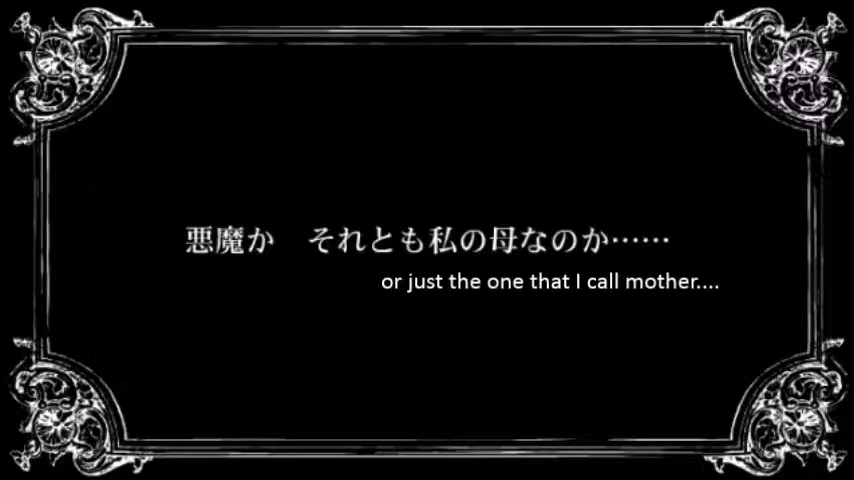 悪魔か　それとも私の母なのか……
or just the one that I call mother....